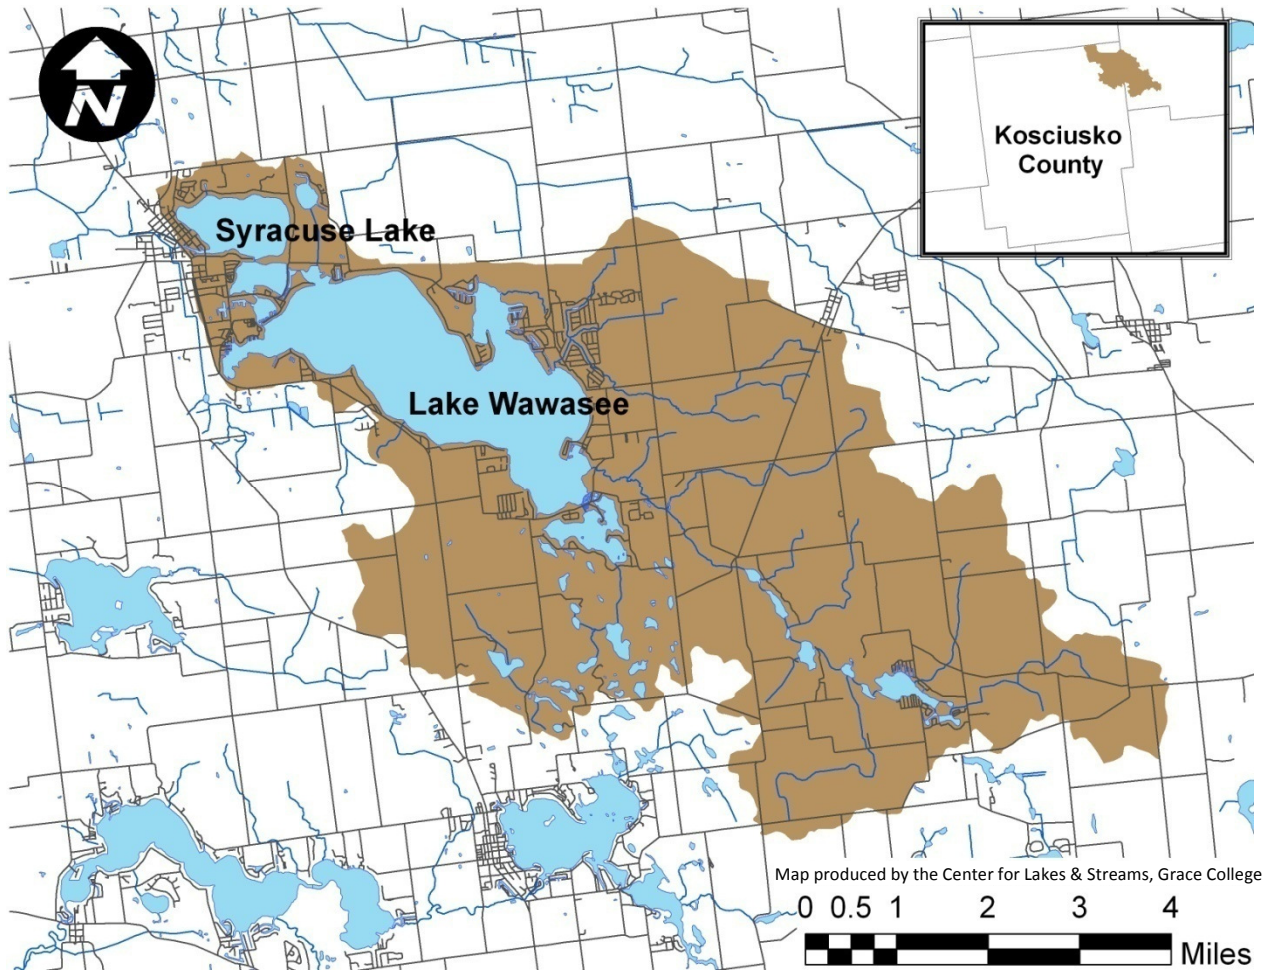 N
Kosciusko
County
Syracuse Lake
Lake Wawasee
Map produced by the Center for Lakes & Streams, Grace College
0 0.5 1 2 3 4
Miles